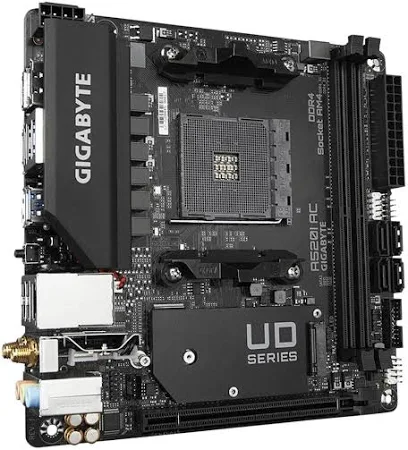 GIGABYTE
DDR4
Socket AM4
A520I AC
GIGABYTE
UD
SERIES